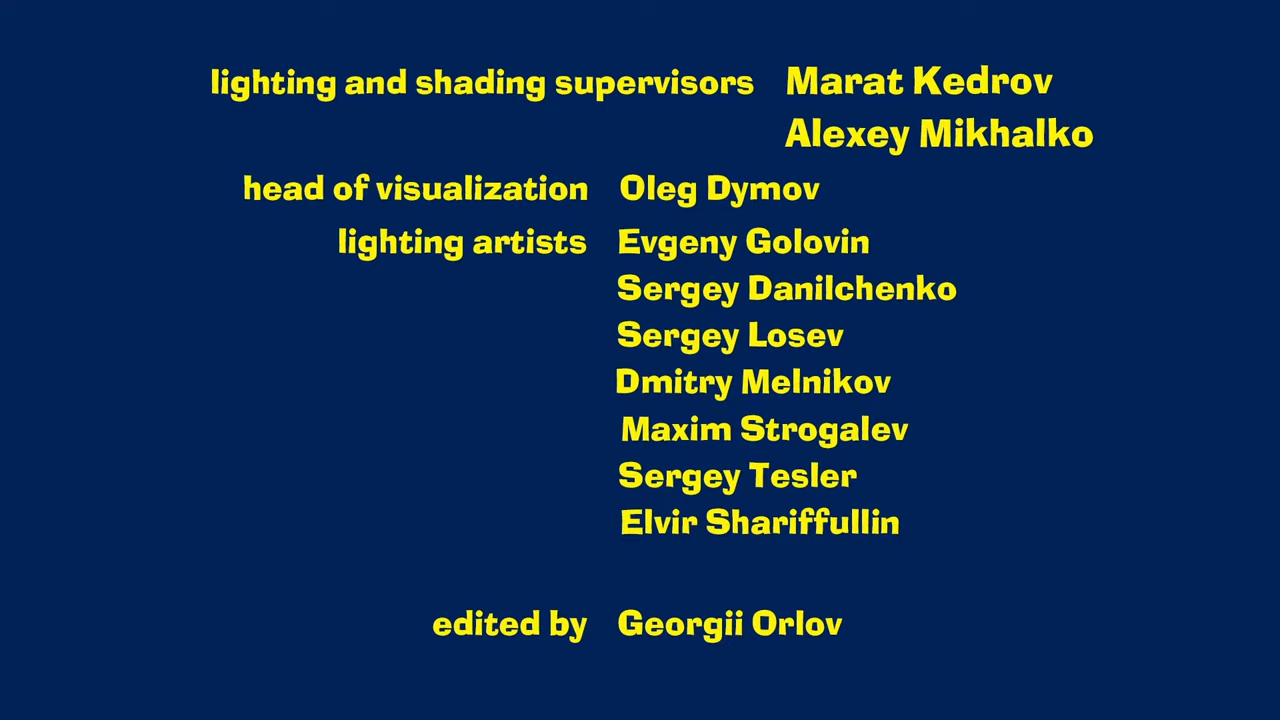 lighting and shading supervisors Marat Kedrov
Alexey Mikhalko
head of visualization Oleg Dymov
lighting artists Evgeny Golovin
Sergey Danilchenko
Sergey Losev
Dmitry Melnikov
Maxim Strogalev
Sergey Tesler
Elvir Shariffullin
edited by Georgii Orlov